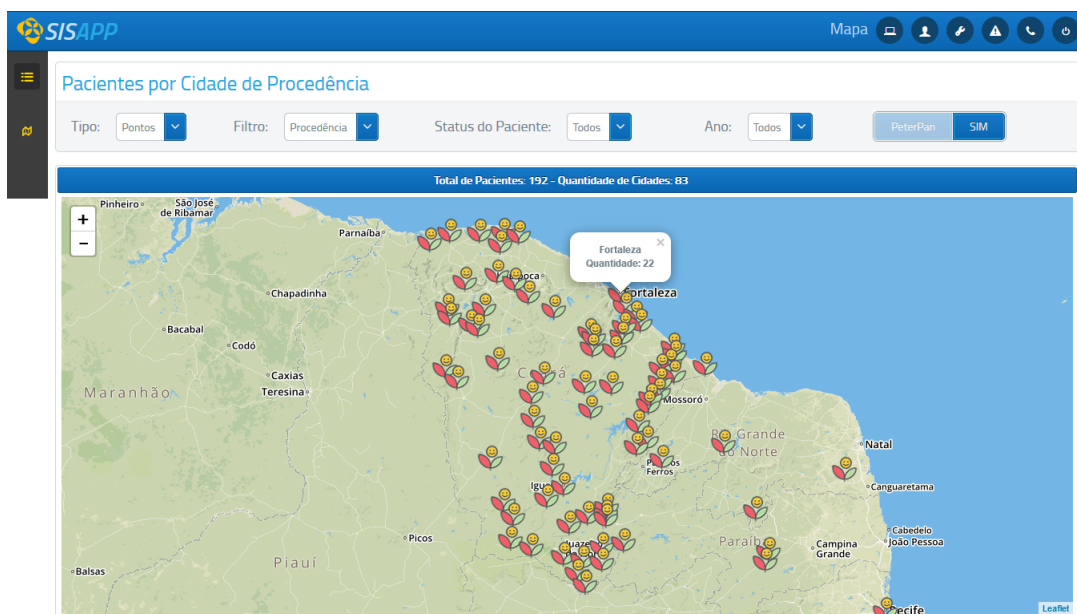 SISAPP
Mapa
Pacientes por Cidade de Procedência
Tipo: Pontos Filtro: Procedência Status do Paciente: Todos Ano: Todos PeterPan SIM
Total de Pacientes: 192 - Quantidade de Cidades: 83
+
−
Pinheiro
São José
de Ribamar
Parnaíba
Fortaleza
Quantidade: 22
×
Chapadinha
Fortaleza
Bacabal
Codó
Caxias
Teresina
Maranhão
Mossoró
Grande
do Norte
Natal
Ferros
Canguaretama
Picos
Cabedelo
João Pessoa
Paraíba
Campina
Grande
Piauí
Balsas
Recife
Leaflet